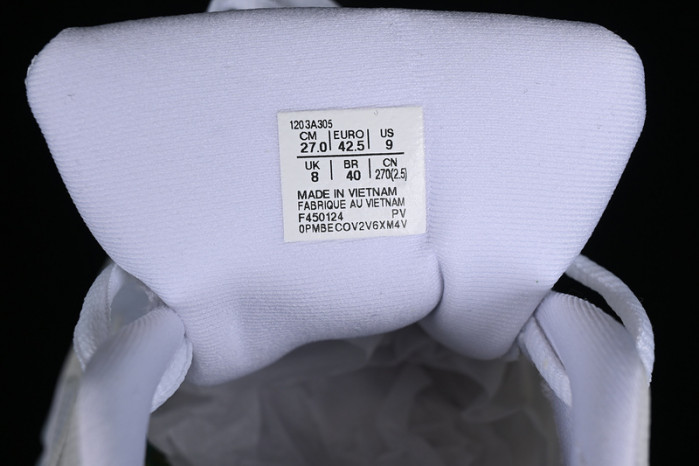 1203A305
CM EURO US
27.0 42.5 9
UK BR CN
8 40 270(2.5)
MADE IN VIETNAM
FABRIQUE AU VIETNAM
F450124 PV
0PMBECOV2V6XM4V